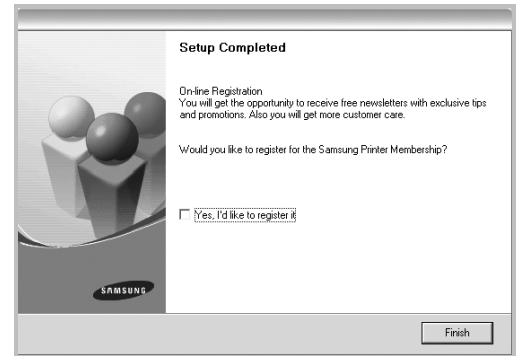 Setup Completed
On-line Registration
You will get the opportunity to receive free newsletters with exclusive tips
and promotions. Also you will get more customer care.
Would you like to register for the Samsung Printer Membership?
Yes, I'd like to register it
SAMSUNG
Finish